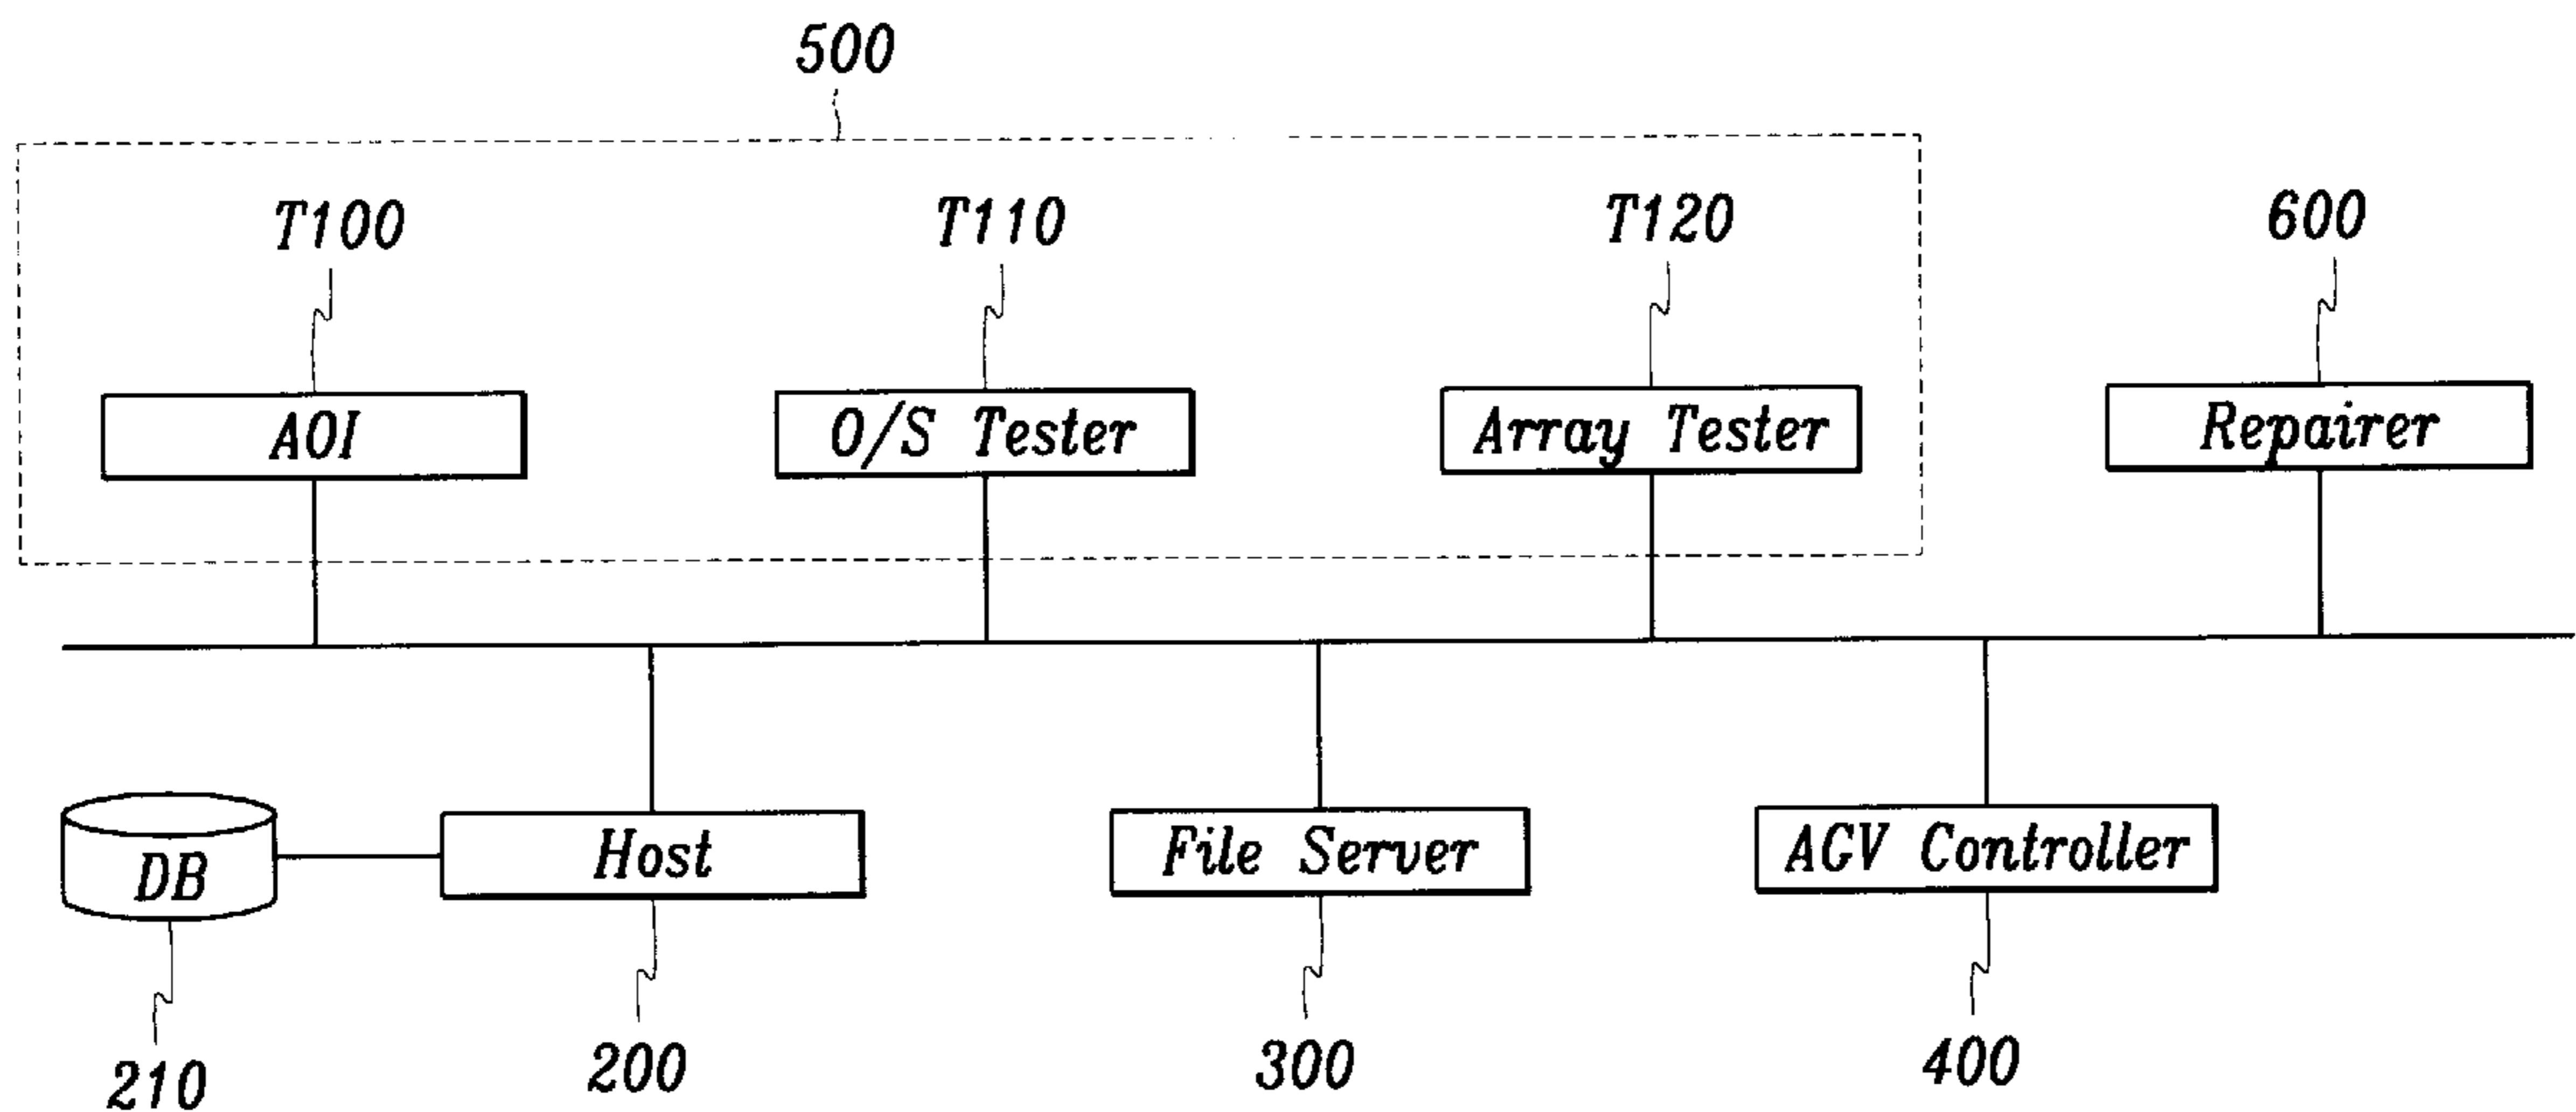 500
T100
T110
T120
600
AOI
O/S Tester
Array Tester
Repairer
DB
Host
File Server
AGV Controller
210
200
300
400